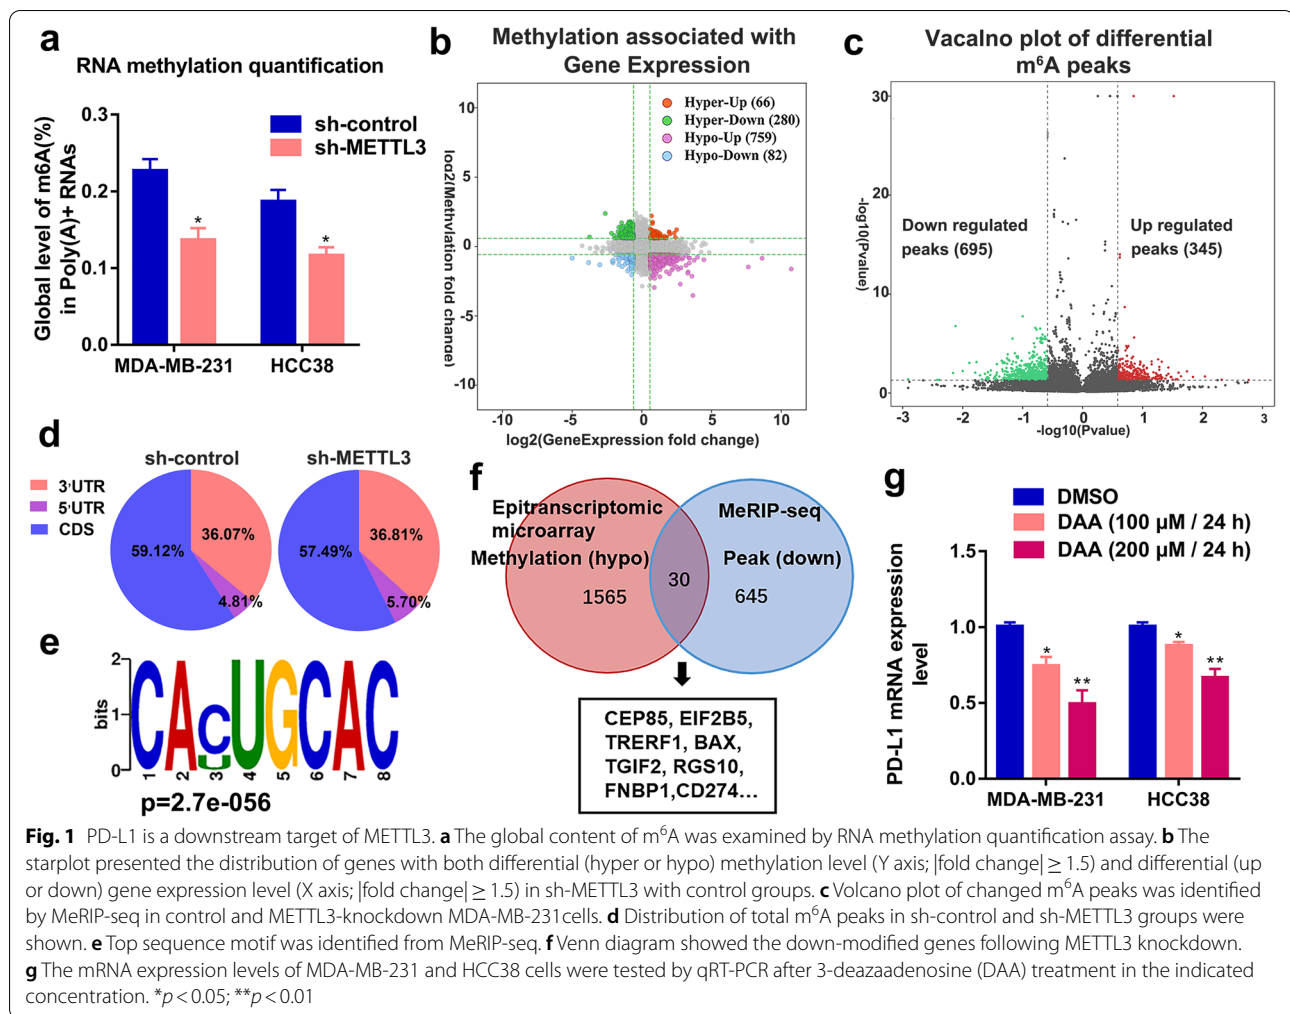 a
RNA methylation quantification
Global level of m6A(%)
in Poly(A)+ RNAs
0.3
0.2
0.1
0.0
sh-control
sh-METTL3
*
*
MDA-MB-231
HCC38
b
Methylation associated with
Gene Expression
log2/Methylation fold change)
10
5
0
-5
-10
Hyper-Up (66)
Hyper-Down (280)
Hypo-Up (759)
Hypo-Down (82)
-10
-5
0
5
10
log2(GeneExpression fold change)
c
Vacalno plot of differential
m⁶A peaks
-log10(Pvalue)
30
20
10
0
Down regulated
peaks (695)
Up regulated
peaks (345)
-3
-2
-1
0
1
2
3
-log10(Pvalue)
d
sh-control
sh-METTL3
3'UTR
5'UTR
CDS
36.07%
59.12%
4.81%
36.81%
57.49%
5.70%
e
bits
2
1
0
CACUGCAC
U
1 2 3 4 5 6 7 8
p=2.7e-056
f
Epitranscriptomic
microarray
Methylation (hypo)
1565
30
MeRIP-seq
Peak (down)
645
CEP85, EIF2B5,
TRERF1, BAX,
TGIF2, RGS10,
FNBP1,CD274...
g
DMSO
DAA (100 µM / 24 h)
DAA (200 µM / 24 h)
PD-L1 mRNA expression
level
1.5
1.0
0.5
0.0
*
**
*
**
MDA-MB-231
HCC38
Fig. 1 PD-L1 is a downstream target of METTL3. a The global content of m⁶A was examined by RNA methylation quantification assay. b The
starplot presented the distribution of genes with both differential (hyper or hypo) methylation level (Y axis; |fold change| ≥ 1.5) and differential (up
or down) gene expression level (X axis; |fold change| ≥ 1.5) in sh-METTL3 with control groups. c Volcano plot of changed m⁶A peaks was identified
by MeRIP-seq in control and METTL3-knockdown MDA-MB-231cells. d Distribution of total m⁶A peaks in sh-control and sh-METTL3 groups were
shown. e Top sequence motif was identified from MeRIP-seq. f Venn diagram showed the down-modified genes following METTL3 knockdown.
g The mRNA expression levels of MDA-MB-231 and HCC38 cells were tested by qRT-PCR after 3-deazaadenosine (DAA) treatment in the indicated
concentration. *p < 0.05; **p < 0.01